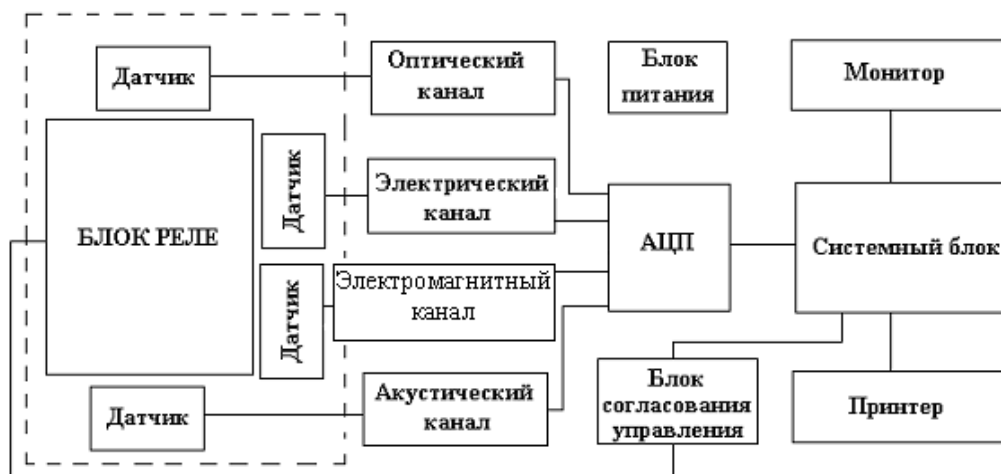 Датчик
Оптический
канал
Блок
питания
Монитор
БЛОК РЕЛЕ
Датчик
Электрический
канал
АЦП
Системный блок
Датчик
Электромагнитный
канал
Датчик
Акустический
канал
Блок
согласования
управления
Принтер